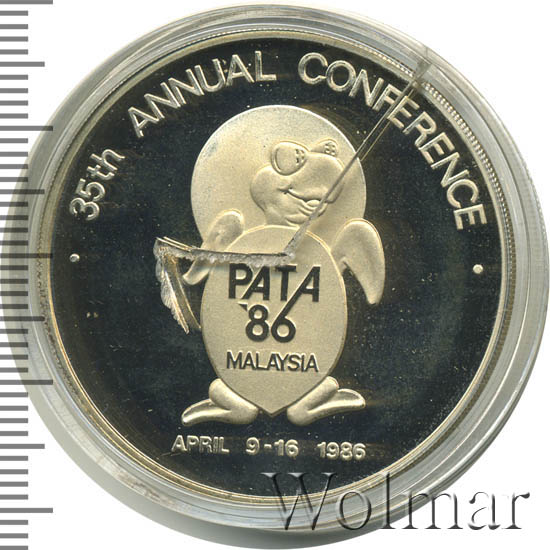 35th ANNUAL CONFERENCE
PATA
'86
MALAYSIA
APRIL 9-16 1986
Wolmar